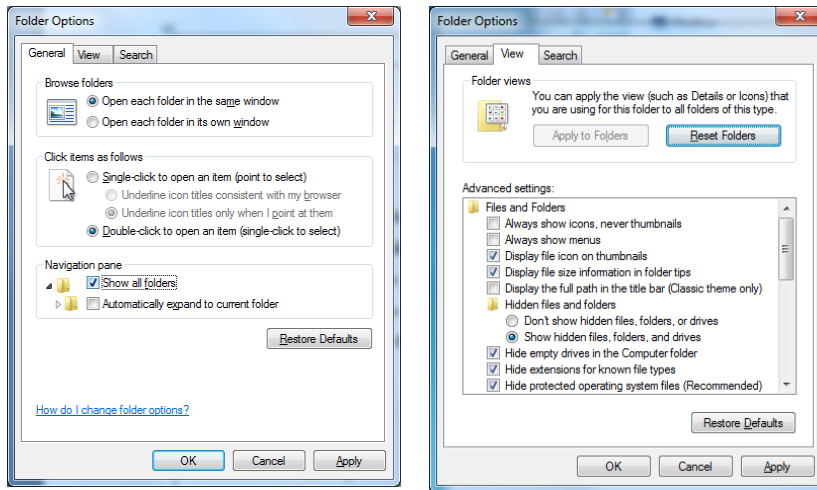 Folder Options
General View Search
Browse folders
Open each folder in the same window
Open each folder in its own window
Click items as follows
Single-click to open an item (point to select)
Underline icon titles consistent with my browser
Underline icon titles only when I point at them
Double-click to open an item (single-click to select)
Navigation pane
Show all folders
Automatically expand to current folder
Restore Defaults
How do I change folder options?
OK Cancel Apply
Folder Options
General View Search
Folder views
You can apply the view (such as Details or Icons) that
you are using for this folder to all folders of this type.
Apply to Folders Reset Folders
Advanced settings:
Files and Folders
Always show icons, never thumbnails
Always show menus
Display file icon on thumbnails
Display file size information in folder tips
Display the full path in the title bar (Classic theme only)
Hidden files and folders
Don't show hidden files, folders, or drives
Show hidden files, folders, and drives
Hide empty drives in the Computer folder
Hide extensions for known file types
Hide protected operating system files (Recommended)
Restore Defaults
OK Cancel Apply